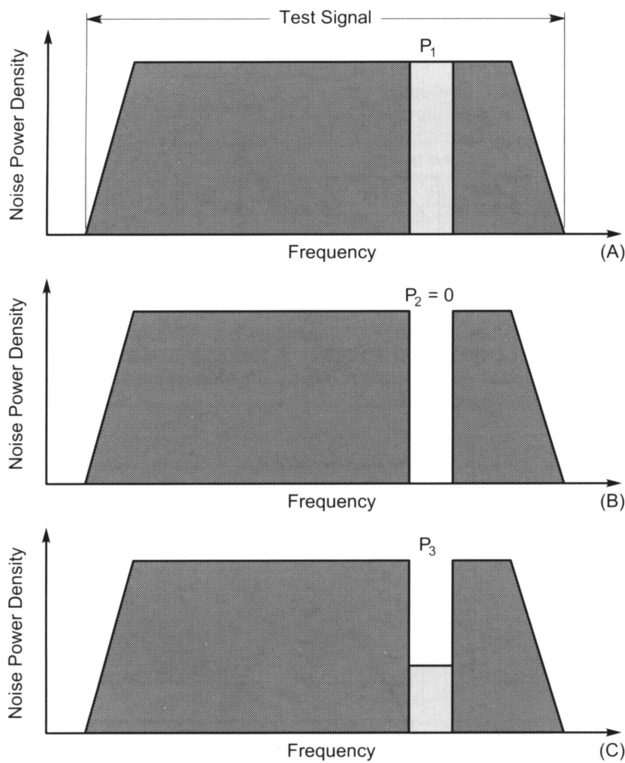 Test Signal
P₁
Noise Power Density
Frequency
(A)
P₂ = 0
Noise Power Density
Frequency
(B)
P₃
Noise Power Density
Frequency
(C)